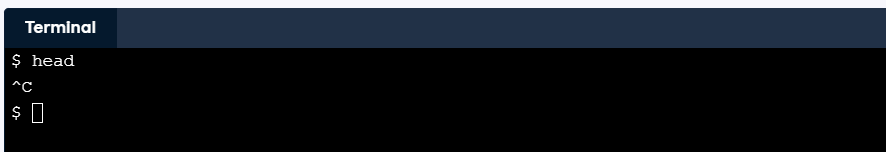 Terminal
$ head
^C
$